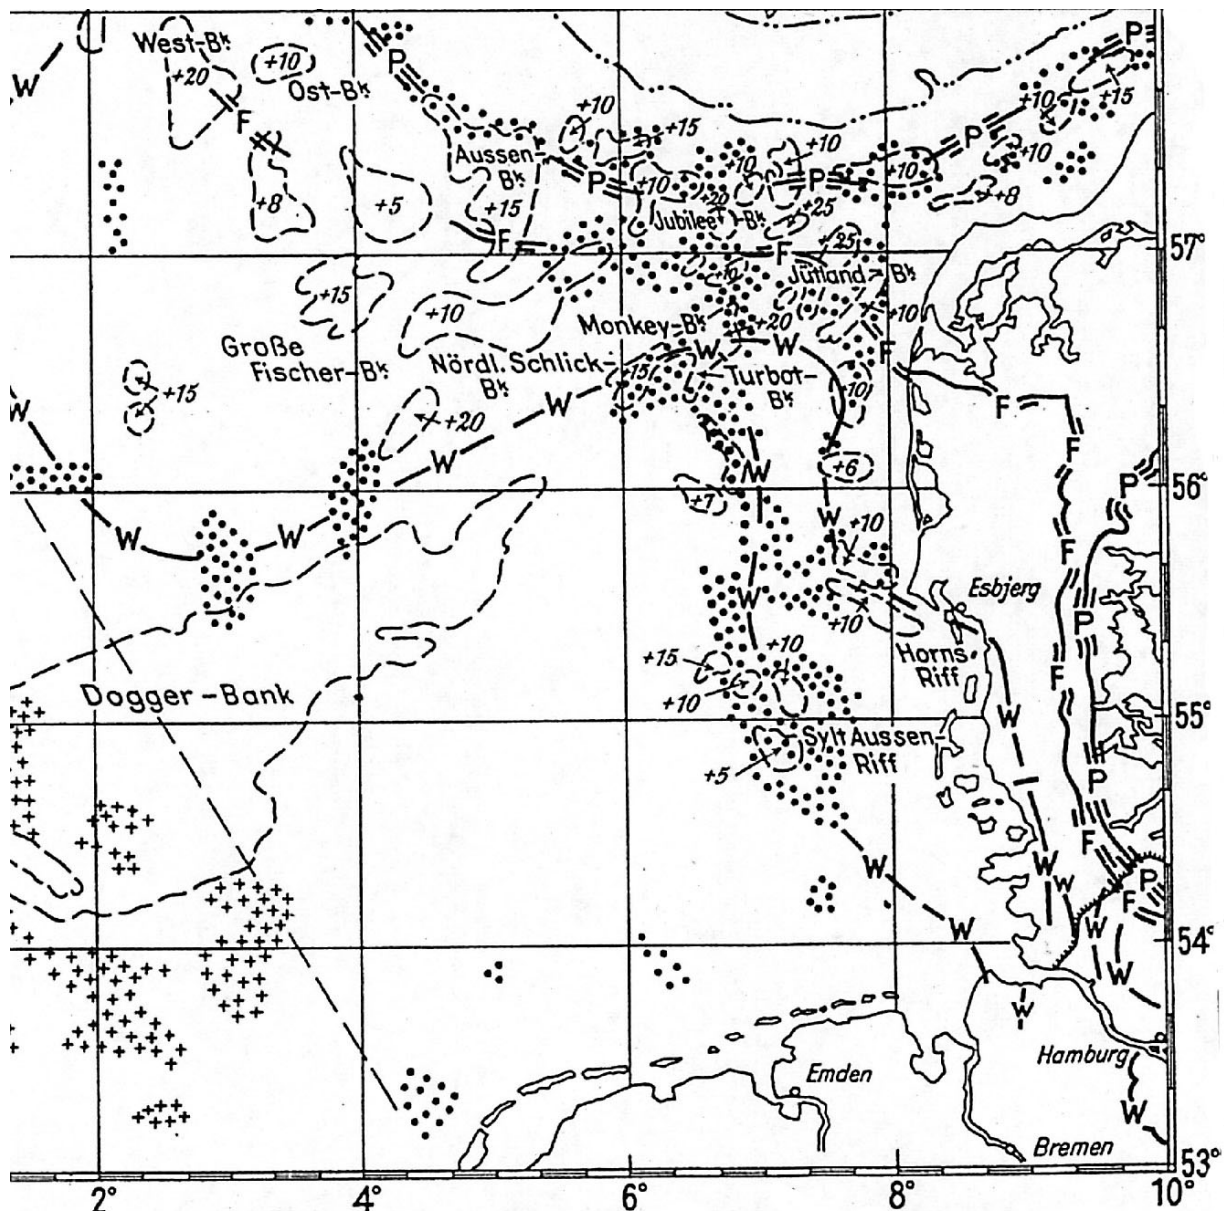 P
West-Bk
+20
+10
Ost-Bk
P
W
F
+10
+15
+10
+15
P
+10
Aussen-
Bk
P
+10
+10
+10
P
+10
+8
+5
+15
+20
Jubilee-Bk
+25
+8
F
F
+25
57°
+15
+10
+10
Jütland-Bk
Monkey-Bk
+20
+10
Große
Fischer-Bk
Nördl. Schlick-
Bk
W
W
F
+15
+15
Turbot-
Bk
+10
F
W
W
+20
F
W
+6
W
+7
56°
P
W
W
W
+10
F
W
Esbjerg
+10
P
+15
+10
Horns
Riff
F
Dogger-Bank
+10
W
55°
Sylt Aussen-
Riff
+5
P
F
W
W
W
P
F
W
W
54°
W
W
Hamburg
Emden
W
Bremen
53°
2°
4°
6°
8°
10°